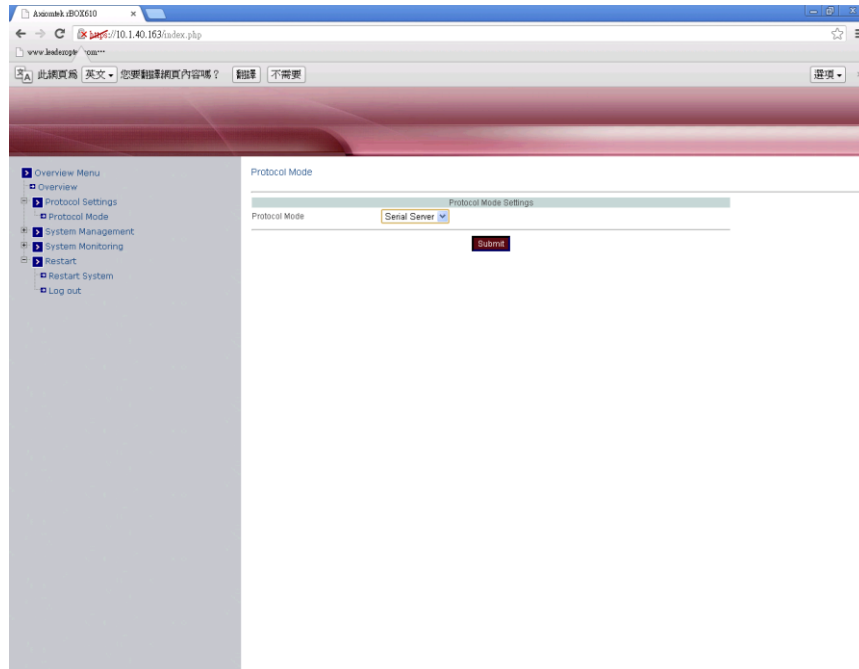 Axiomtek rBOX610
https://10.1.40.163/index.php
此網頁為 英文 您要翻譯網頁內容嗎？ 翻譯 不需要 選項
Overview Menu
Overview
Protocol Settings
Protocol Mode
System Management
System Monitoring
Restart
Restart System
Log out
Protocol Mode
Protocol Mode Settings
Protocol Mode Serial Server
Submit